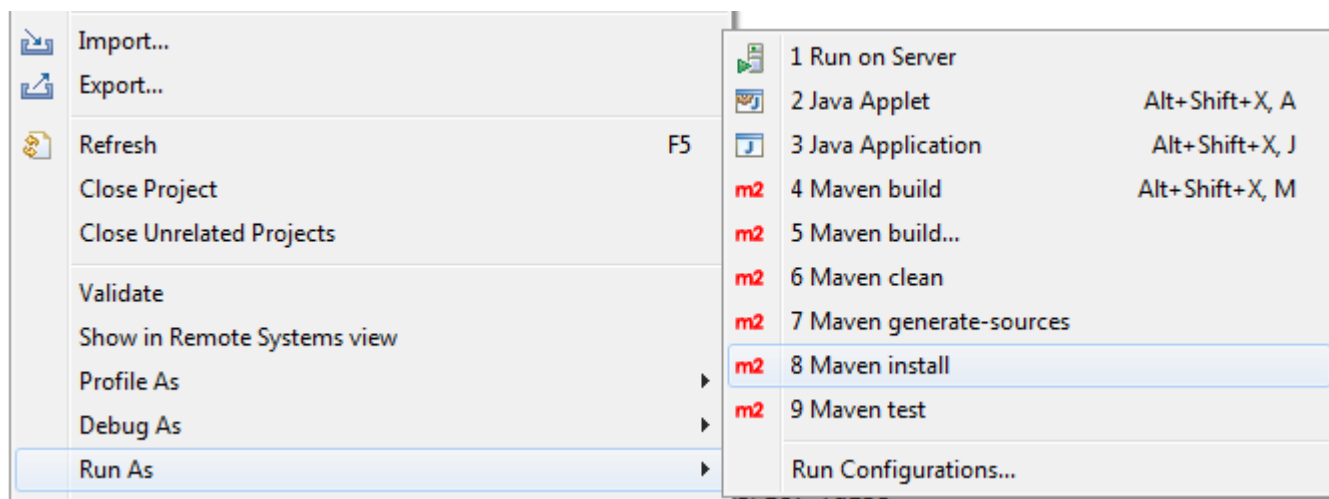 Import...
Export...
Refresh F5
Close Project
Close Unrelated Projects
Validate
Show in Remote Systems view
Profile As
Debug As
Run As
1 Run on Server
2 Java Applet Alt+Shift+X, A
3 Java Application Alt+Shift+X, J
m2 4 Maven build Alt+Shift+X, M
m2 5 Maven build...
m2 6 Maven clean
m2 7 Maven generate-sources
m2 8 Maven install
m2 9 Maven test
Run Configurations...